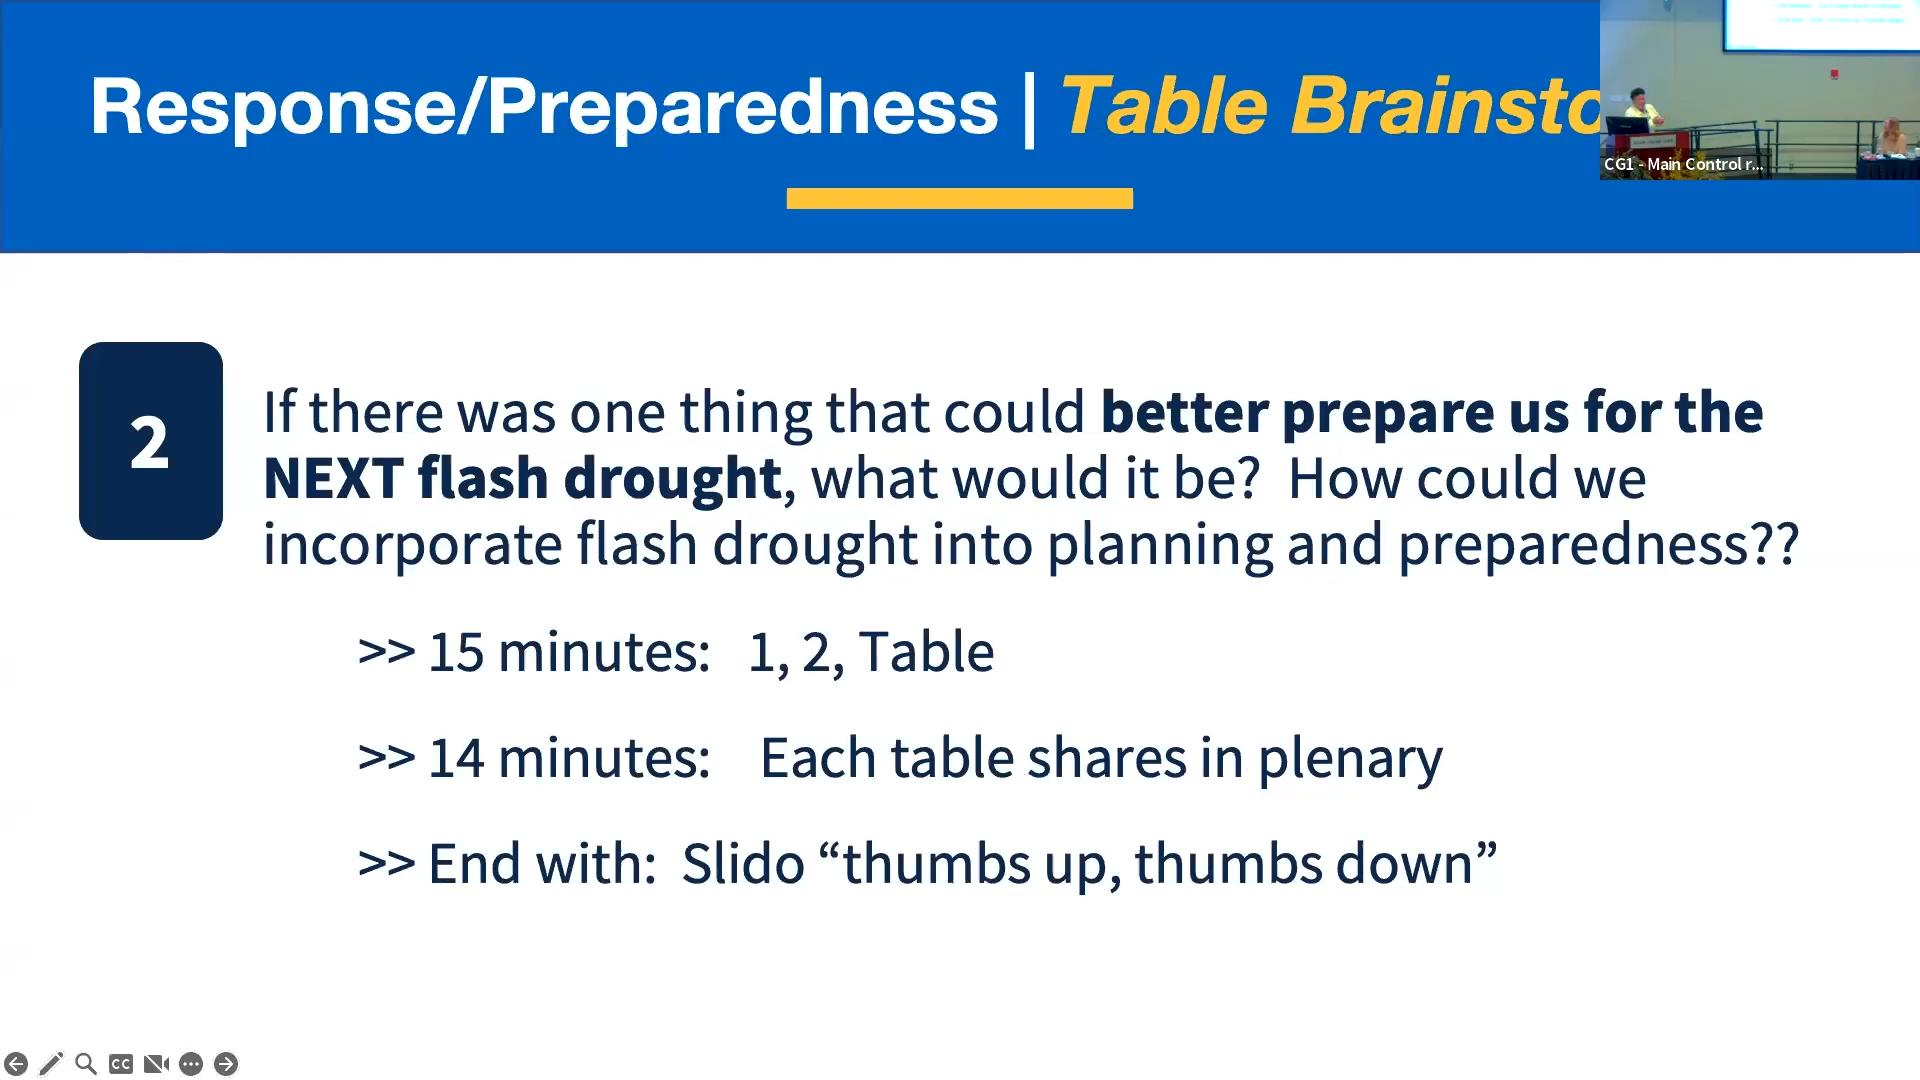 Response/Preparedness | Table Brainsto
CG1 - Main Control r...
2
If there was one thing that could better prepare us for the
NEXT flash drought, what would it be? How could we
incorporate flash drought into planning and preparedness??
>> 15 minutes: 1, 2, Table
>> 14 minutes: Each table shares in plenary
>> End with: Slido “thumbs up, thumbs down”
CC